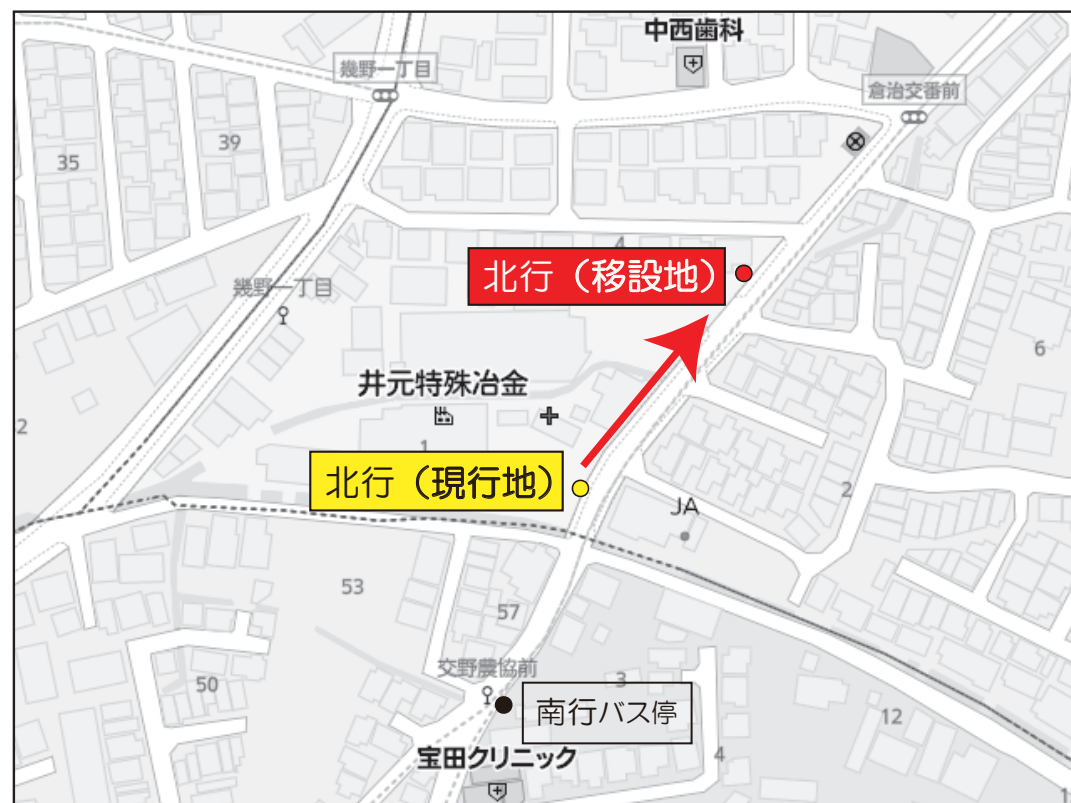 中西歯科
幾野一丁目
倉治交番前
39
35
4
北行（移設地）
幾野一丁目
6
井元特殊冶金
2
1
北行（現行地）
2
JA
53
57
交野農協前
50
3
南行バス停
12
宝田クリニック
4
1